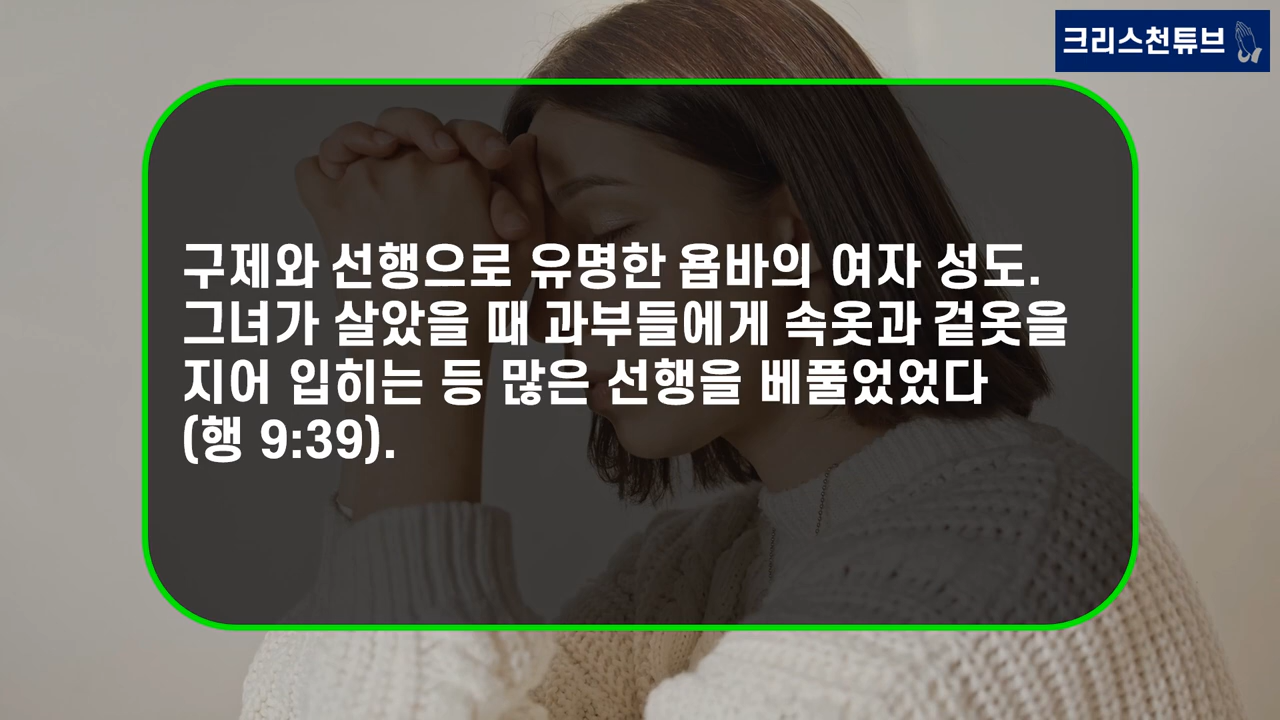 크리스천튜브
구제와 선행으로 유명한 욥바의 여자 성도.
그녀가 살았을 때 과부들에게 속옷과 겉옷을
지어 입히는 등 많은 선행을 베풀었었다
(행 9:39).